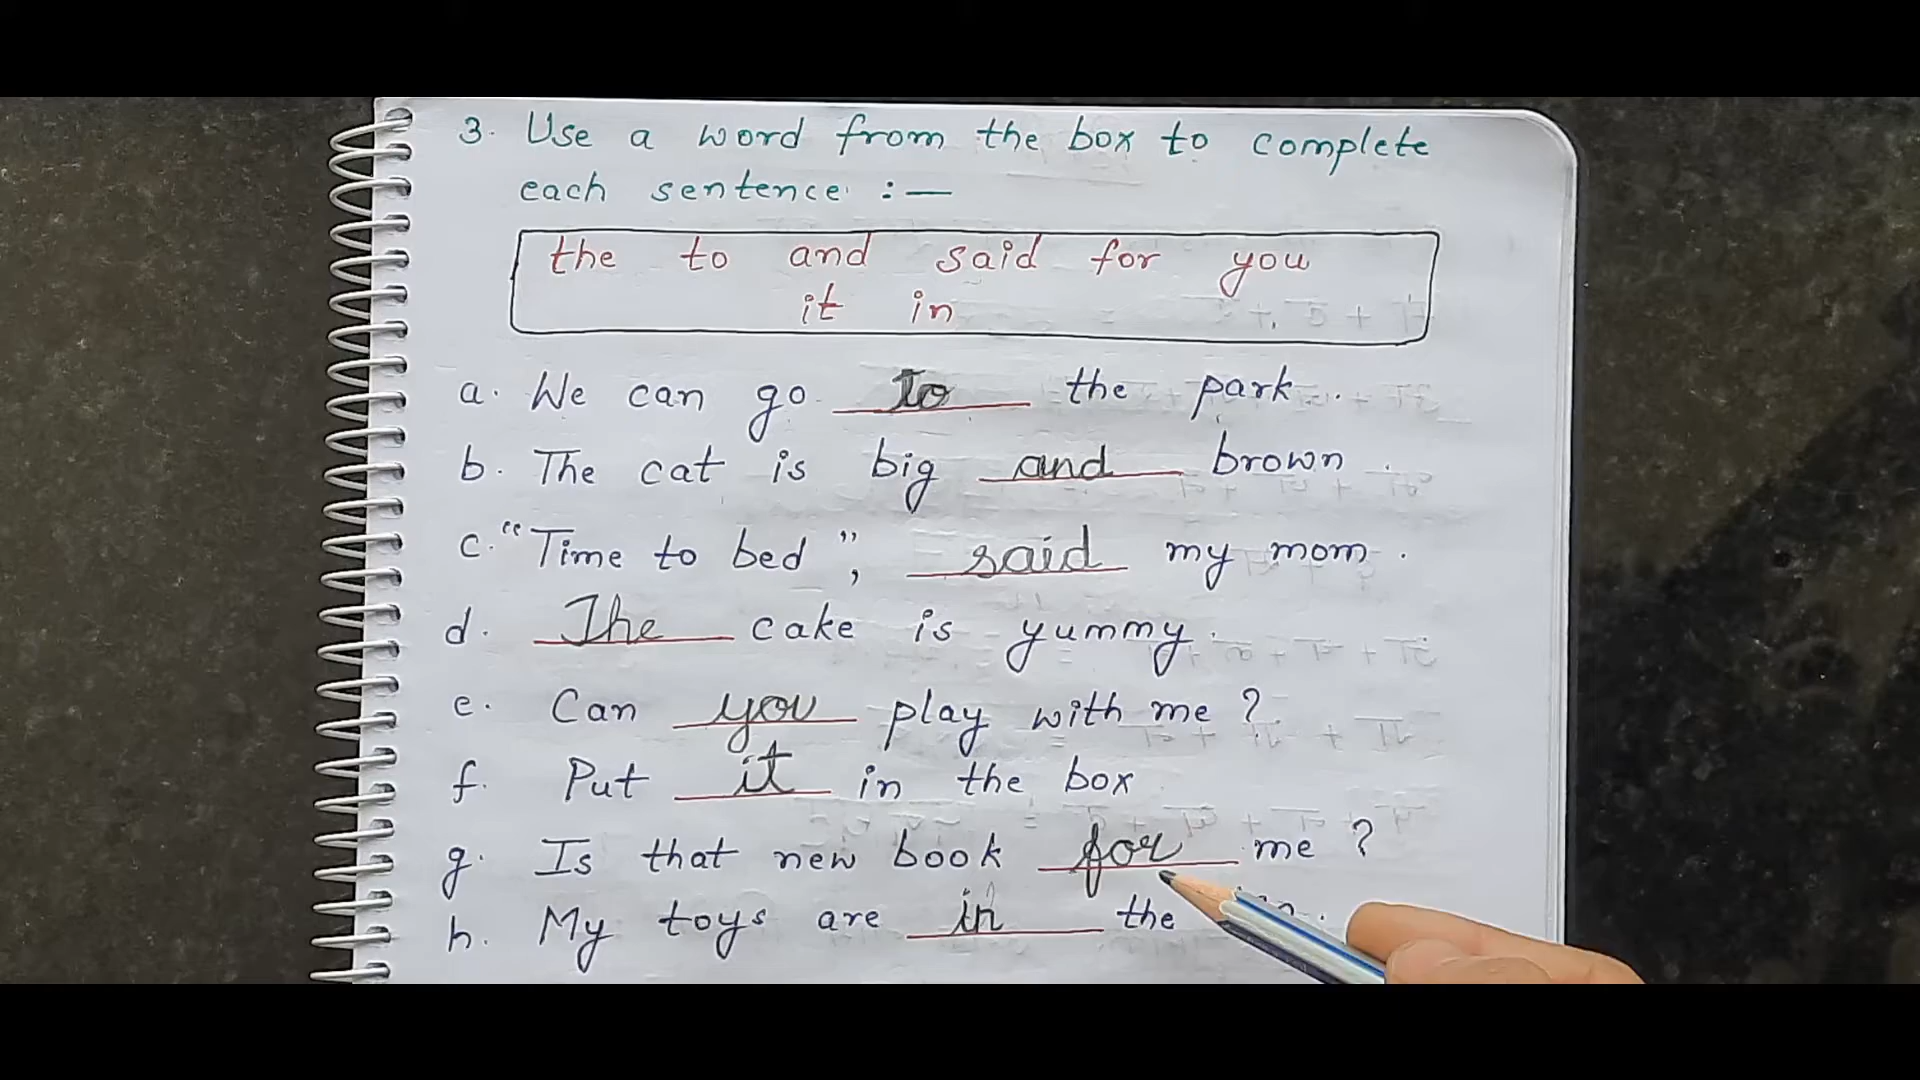 3. Use a word from the box to complete
each sentence :—
the to and said for you
it in
a. We can go to the park.
b. The cat is big and brown.
c. "Time to bed", said my mom.
d. The cake is yummy.
e. Can you play with me?
f. Put it in the box
g. Is that new book for me?
h. My toys are in the